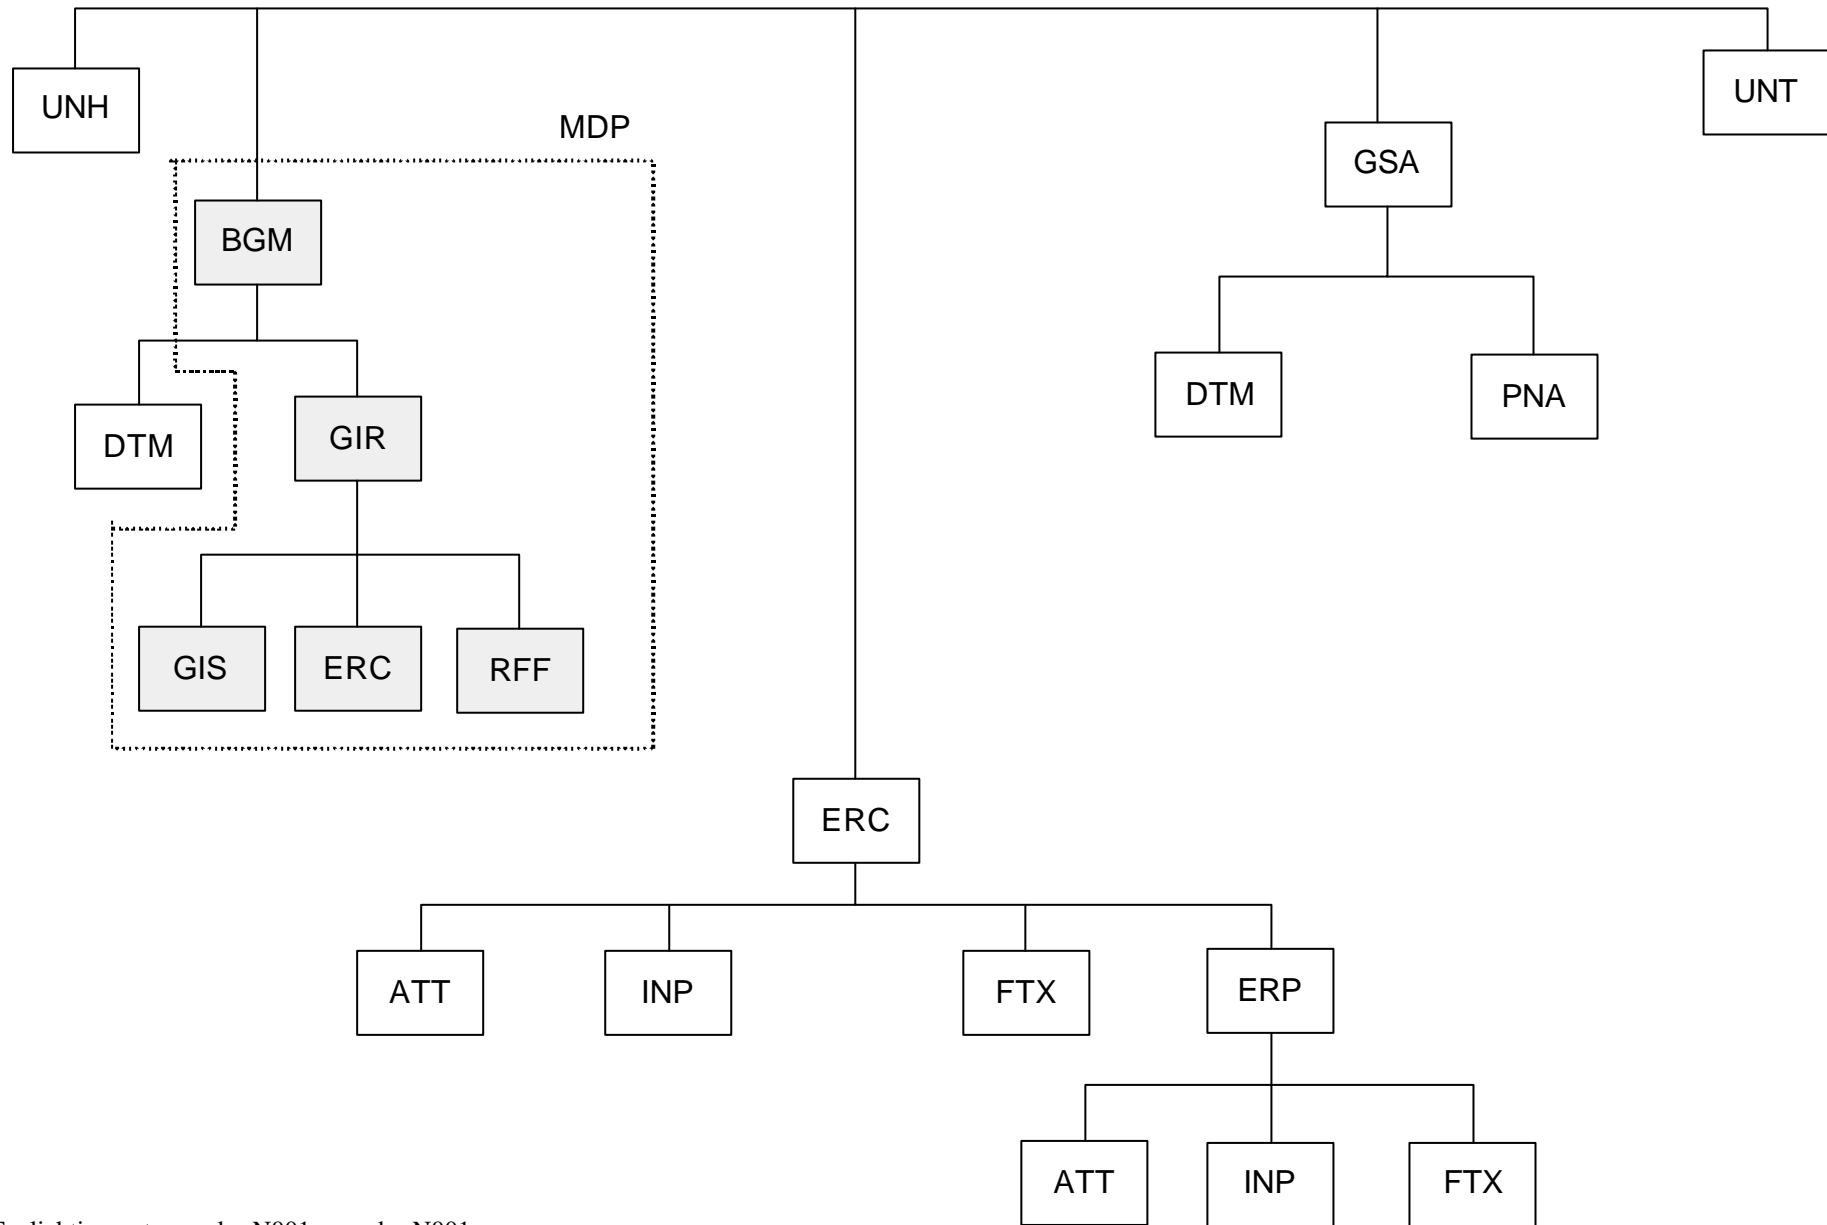 UNH
UNT
MDP
GSA
BGM
DTM
PNA
DTM
GIR
GIS
ERC
RFF
ERC
ATT
INP
FTX
ERP
ATT
INP
FTX